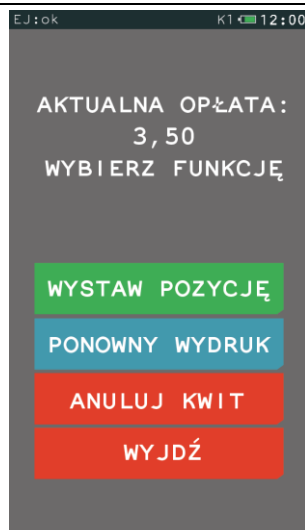 EJ:ok K1 12:00
AKTUALNA OPŁATA:
3,50
WYBIERZ FUNKCJĘ
WYSTAW POZYCJĘ
PONOWNY WYDRUK
ANULUJ KWIT
WYJDŹ